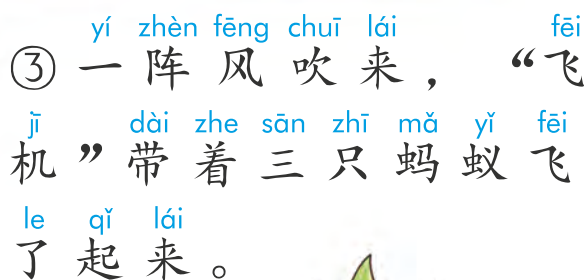 yí zhèn fēng chuī lái fēi
③一阵风吹来，“飞
jī dài zhe sān zhī mǎ yǐ fēi
机”带着三只蚂蚁飞
le qǐ lái
了起来。